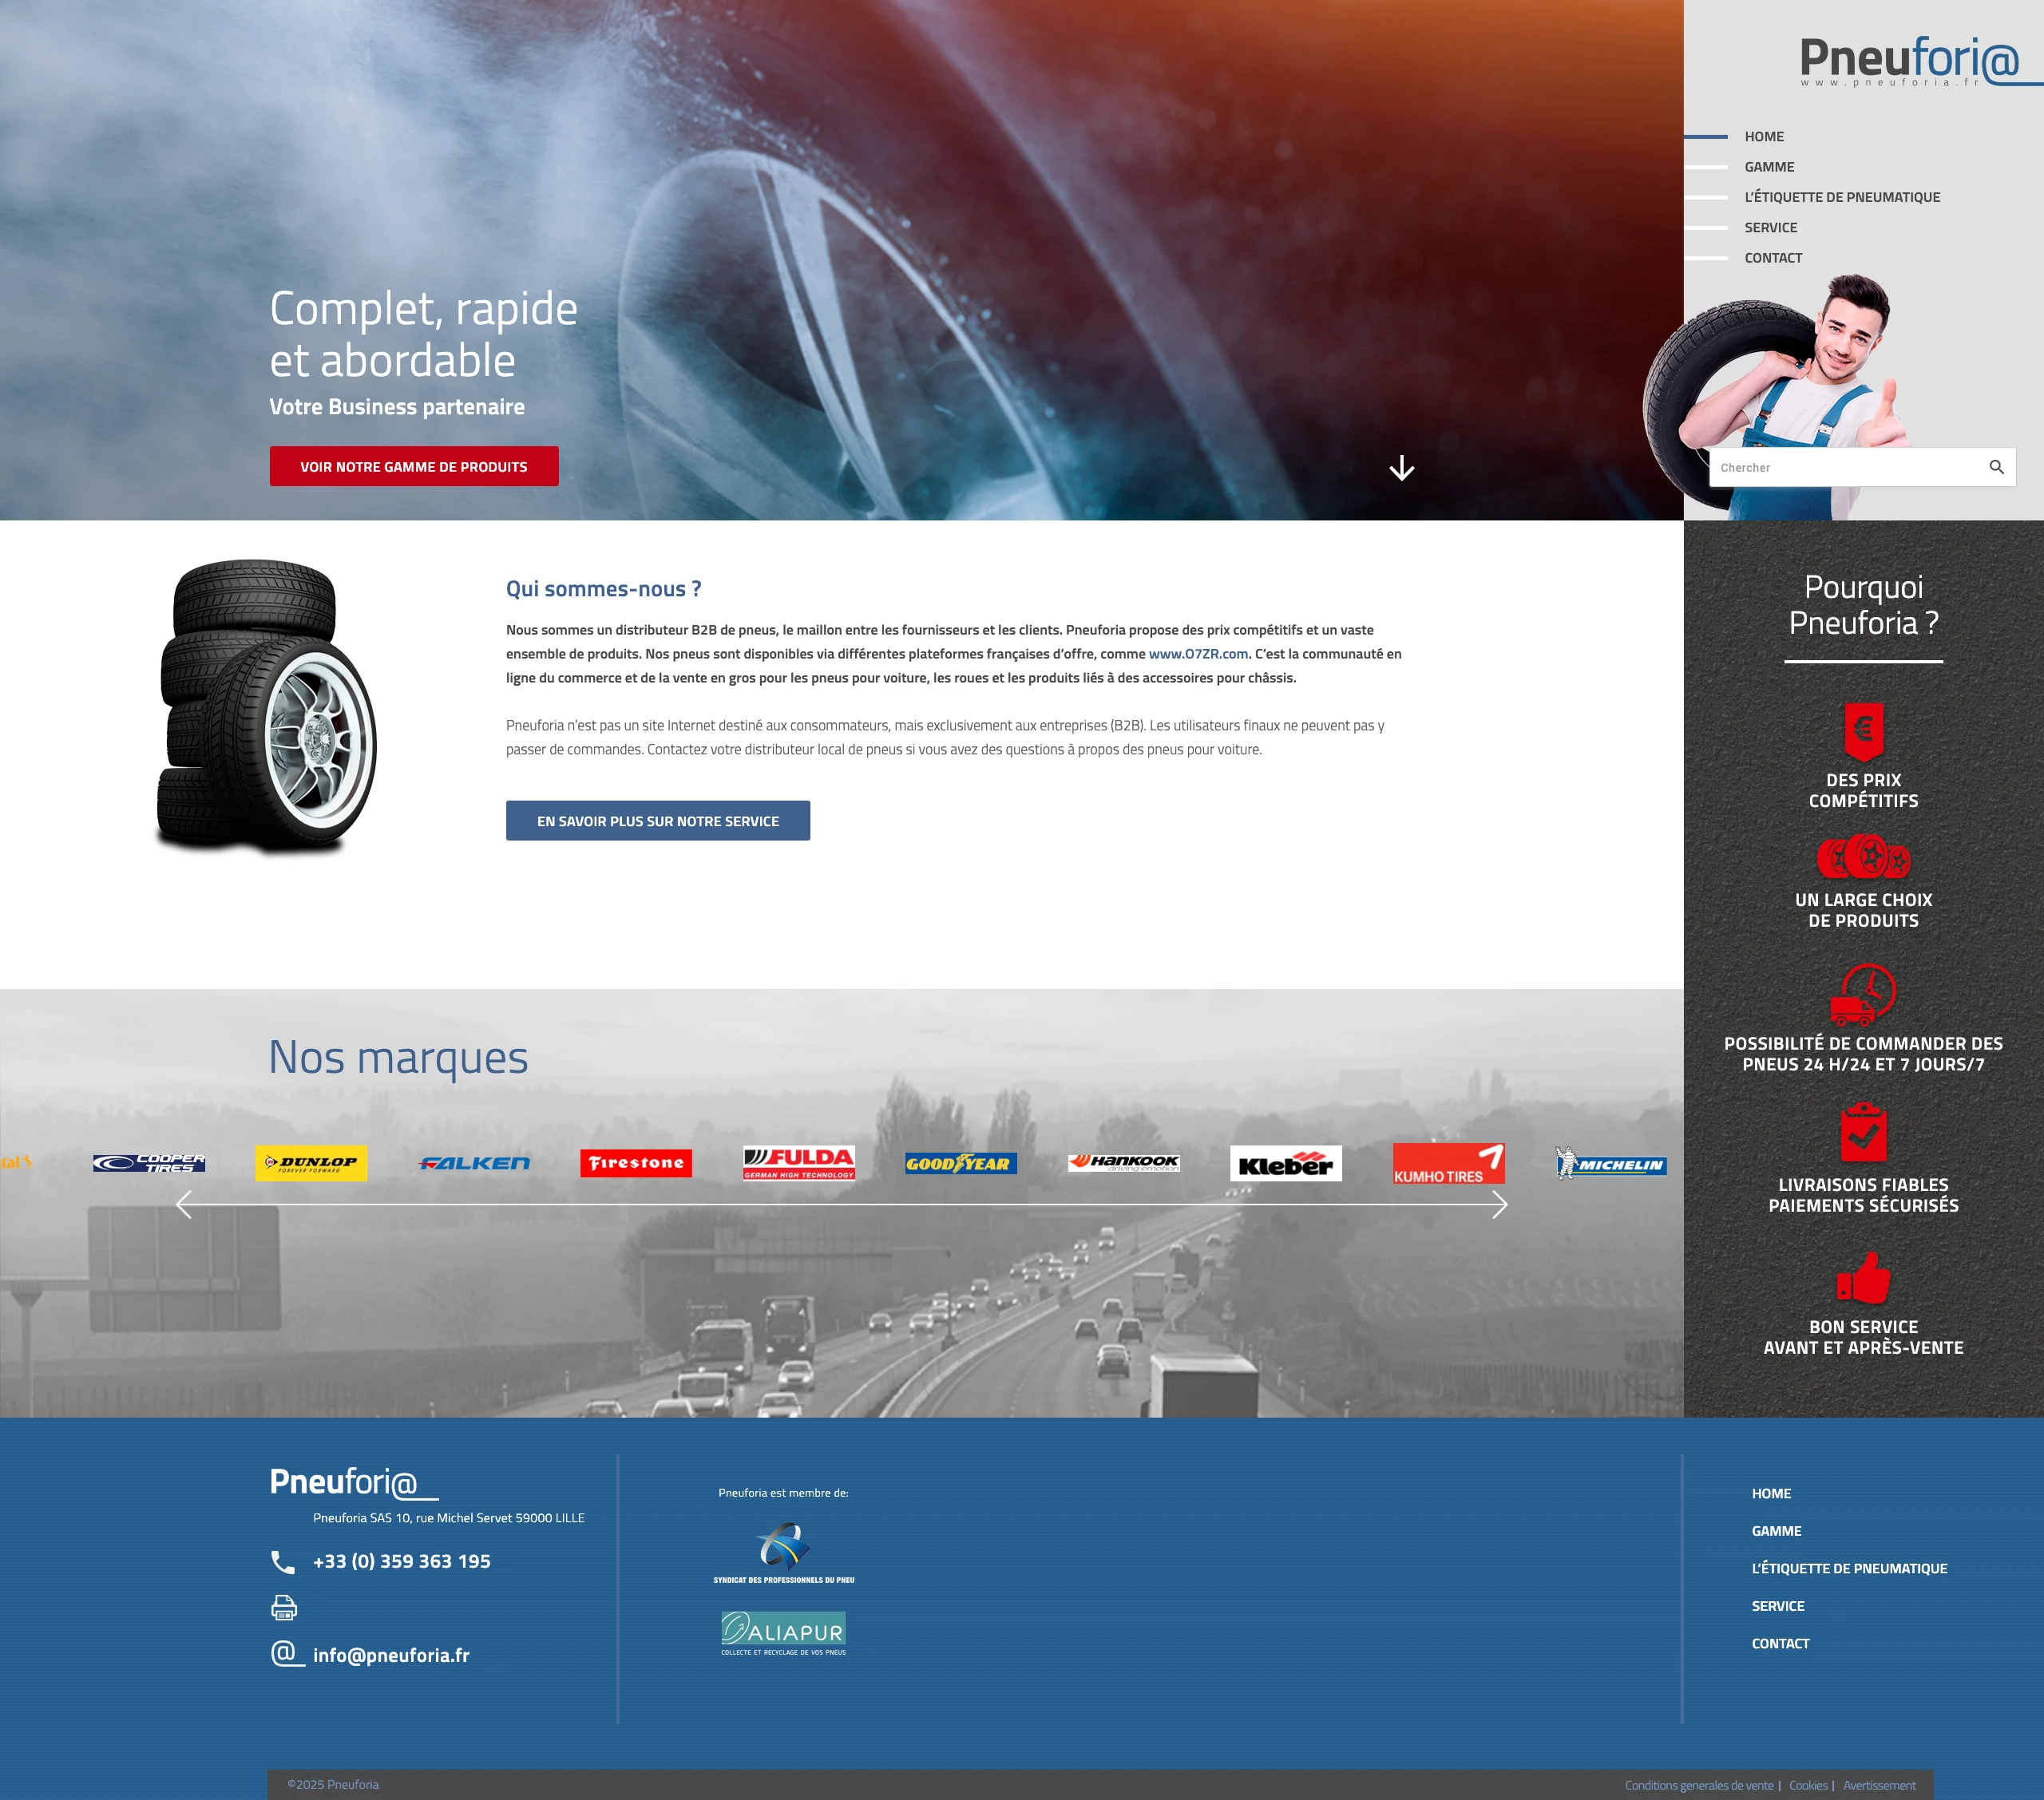 Pneufori@
www.pneuforia.fr
HOME
GAMME
L'ÉTIQUETTE DE PNEUMATIQUE
SERVICE
CONTACT
Chercher
Complet, rapide
et abordable
Votre Business partenaire
VOIR NOTRE GAMME DE PRODUITS
Qui sommes-nous ?
Nous sommes un distributeur B2B de pneus, le maillon entre les fournisseurs et les clients. Pneuforia propose des prix compétitifs et un vaste
ensemble de produits. Nos pneus sont disponibles via différentes plateformes françaises d'offre, comme www.O7ZR.com. C'est la communauté en
ligne du commerce et de la vente en gros pour les pneus pour voiture, les roues et les produits liés à des accessoires pour châssis.
Pneuforia n'est pas un site Internet destiné aux consommateurs, mais exclusivement aux entreprises (B2B). Les utilisateurs finaux ne peuvent pas y
passer de commandes. Contactez votre distributeur local de pneus si vous avez des questions à propos des pneus pour voiture.
EN SAVOIR PLUS SUR NOTRE SERVICE
Pourquoi
Pneuforia ?
€
DES PRIX
COMPÉTITIFS
UN LARGE CHOIX
DE PRODUITS
POSSIBILITÉ DE COMMANDER DES
PNEUS 24 H/24 ET 7 JOURS/7
LIVRAISONS FIABLES
PAIEMENTS SÉCURISÉS
BON SERVICE
AVANT ET APRÈS-VENTE
Nos marques
tal
COOPER
TIRES
DUNLOP
FOREVER FORWARD
FALKEN
Firestone
FULDA
GERMAN HIGH TECHNOLOGY
GOODYEAR
HANKOOK
driving emotion
Kleber
KUMHO TIRES
MICHELIN
Pneufori@
Pneuforia SAS 10, rue Michel Servet 59000 LILLE
+33 (0) 359 363 195
@ info@pneuforia.fr
Pneuforia est membre de:
SYNDICAT DES PROFESSIONNELS DU PNEU
ALIAPUR
COLLECTE ET RECYCLAGE DE VOS PNEUS
HOME
GAMME
L'ÉTIQUETTE DE PNEUMATIQUE
SERVICE
CONTACT
©2025 Pneuforia
Conditions generales de vente | Cookies | Avertissement